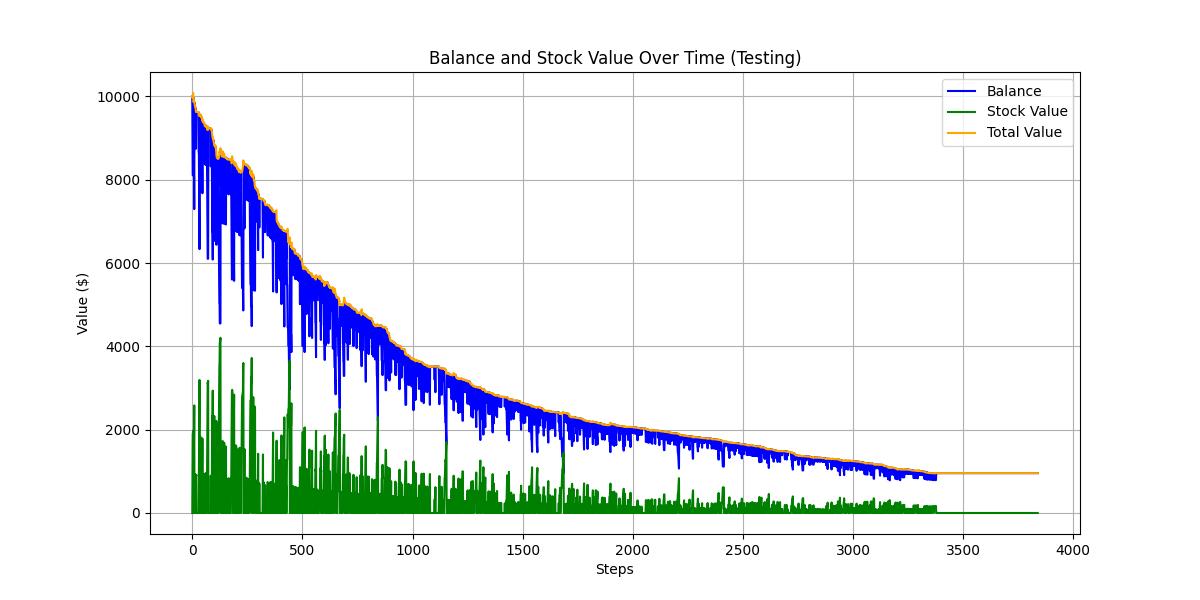 Balance and Stock Value Over Time (Testing)
Balance
Stock Value
Total Value
Value ($)
10000
8000
6000
4000
2000
0
0 500 1000 1500 2000 2500 3000 3500 4000
Steps